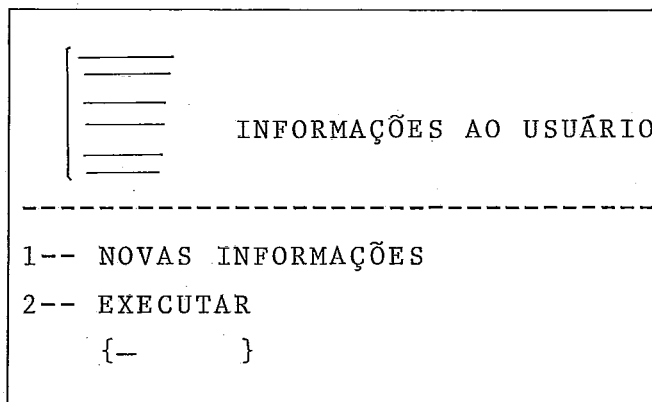 INFORMAÇÕES AO USUÁRIO
1-- NOVAS INFORMAÇÕES
2-- EXECUTAR
{— }